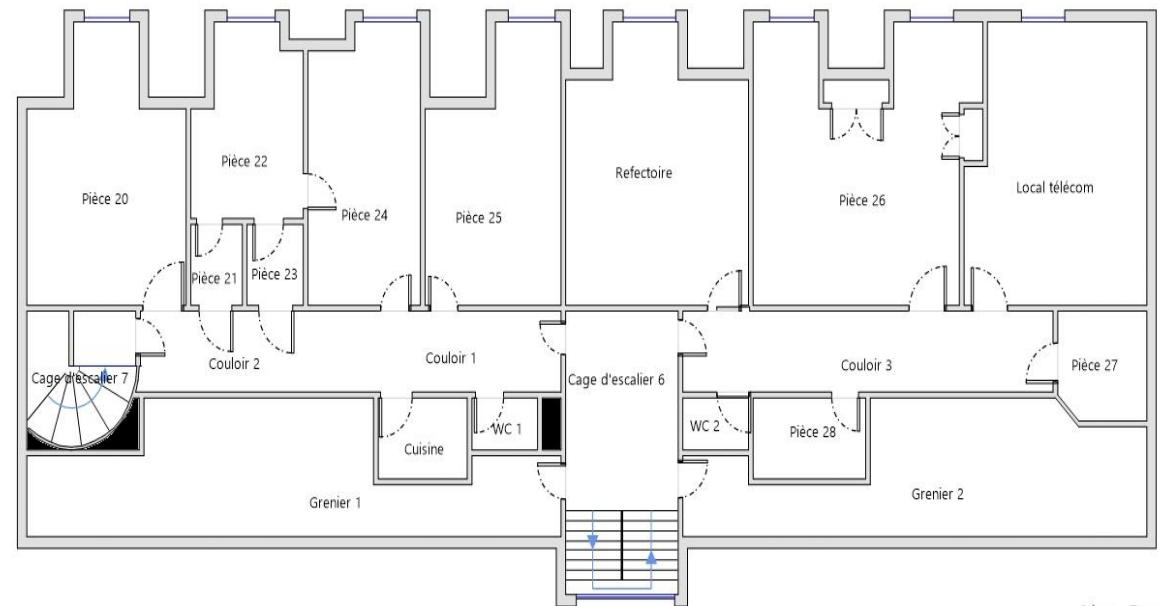 Pièce 20
Pièce 22
Pièce 24
Pièce 25
Refectoire
Pièce 26
Local télécom
Pièce 21
Pièce 23
Cage d'escalier 7
Couloir 2
Couloir 1
Cage d'escalier 6
Couloir 3
Pièce 27
Cuisine
WC 1
WC 2
Pièce 28
Grenier 1
Grenier 2